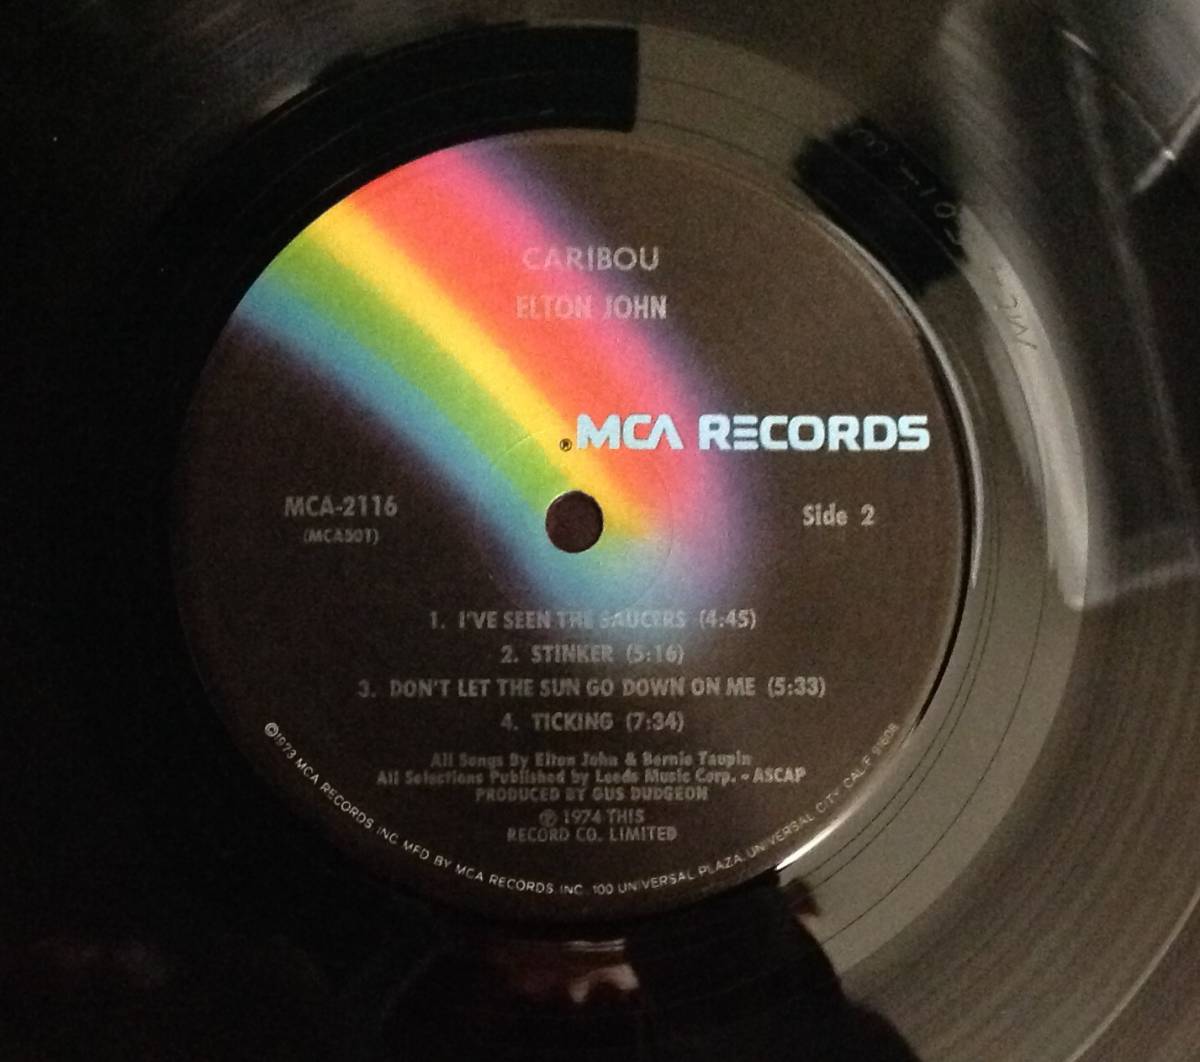 CARIBOU
ELTON JOHN
®MCA RECORDS
MCA-2116
(MCA501)
Side 2
1. I'VE SEEN THE SAUCERS (4:45)
2. STINKER (5:16)
3. DON'T LET THE SUN GO DOWN ON ME (5:33)
4. TICKING (7:34)
All Songs By Elton John & Bernie Taupin
All Selections Published by Leeds Music Corp. - ASCAP
PRODUCED BY GUS DUDGEON
℗ 1974 THIS
RECORD CO. LIMITED
©1973 MCA RECORDS INC. MFD. BY MCA RECORDS, INC. 100 UNIVERSAL PLAZA, UNIVERSAL CITY, CALIF. 91608